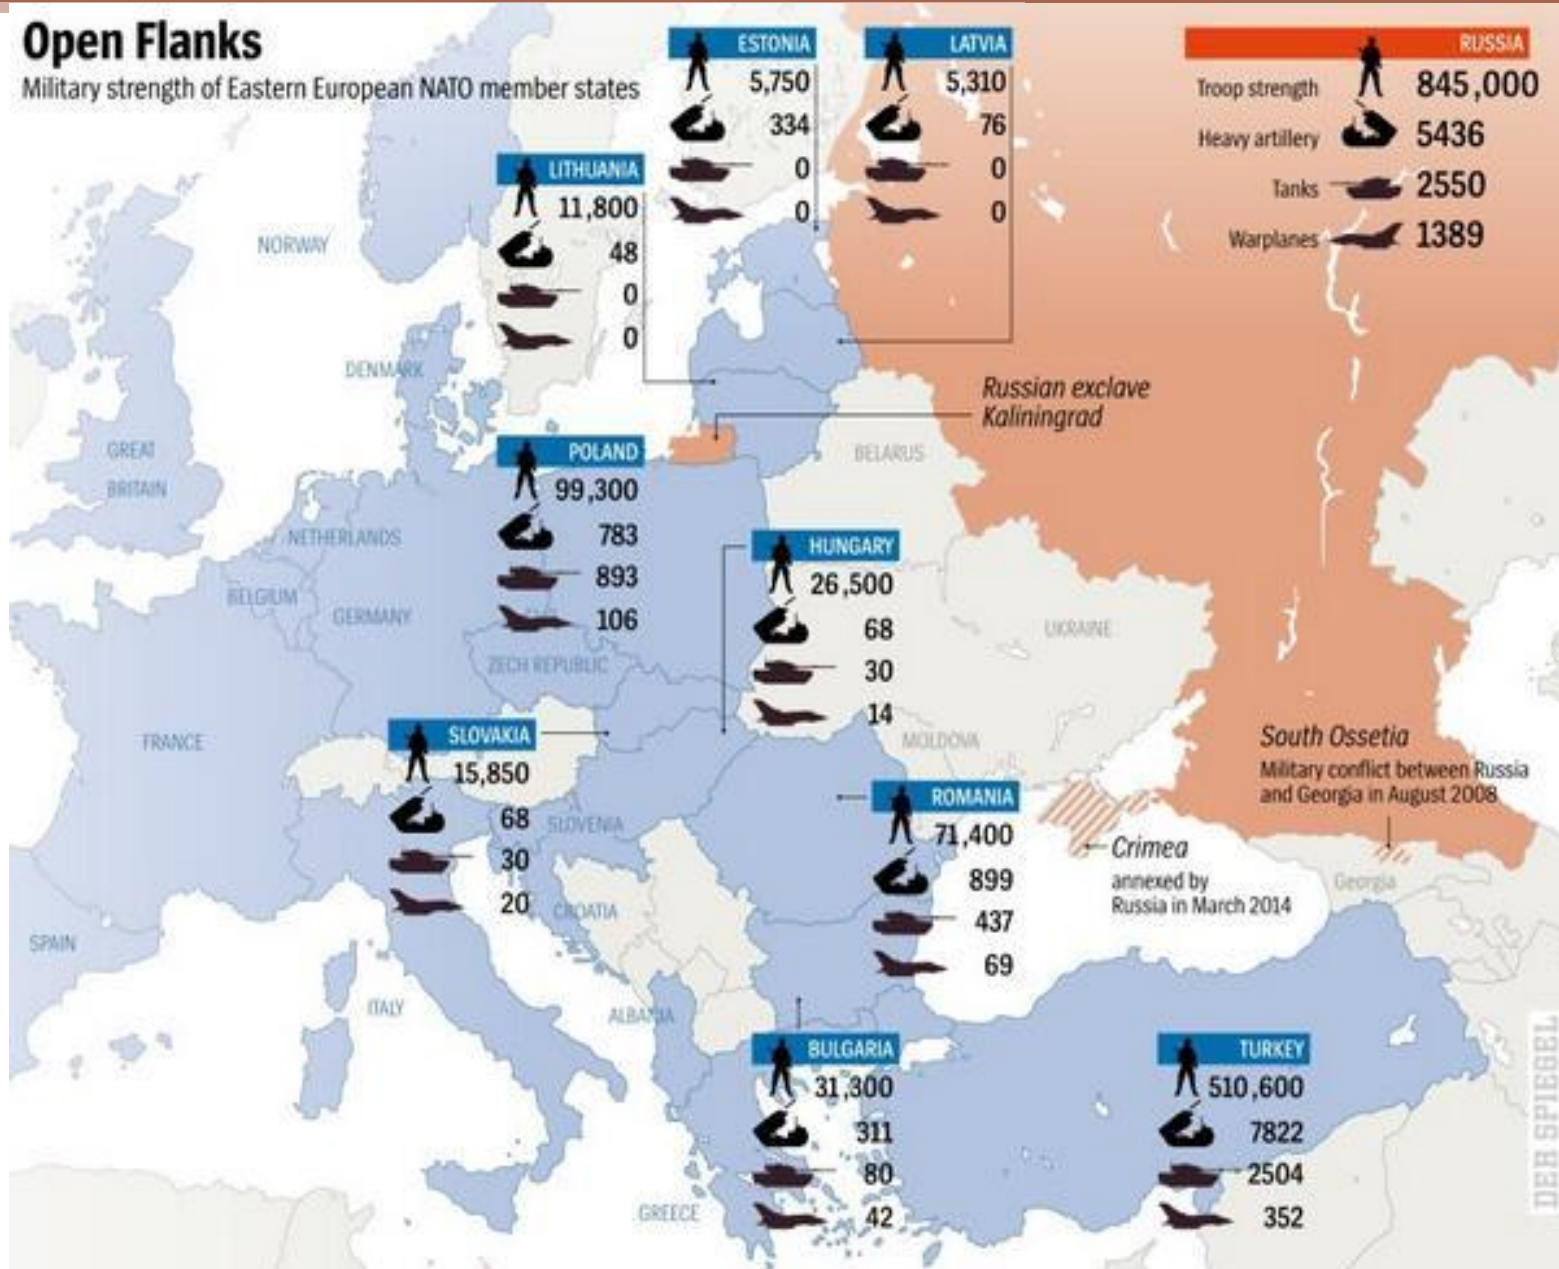 Open Flanks
Military strength of Eastern European NATO member states
ESTONIA
5,750
334
0
0
LATVIA
5,310
76
0
0
RUSSIA
Troop strength 845,000
Heavy artillery 5436
Tanks 2550
Warplanes 1389
LITHUANIA
11,800
48
0
0
NORWAY
DENMARK
Russian exclave
Kaliningrad
GREAT
BRITAIN
POLAND
99,300
783
893
106
BELARUS
NETHERLANDS
BELGIUM
GERMANY
ZECH REPUBLIC
HUNGARY
26,500
68
30
14
UKRAINE
FRANCE
SLOVAKIA
15,850
68
30
20
MOLDOVA
South Ossetia
Military conflict between Russia
and Georgia in August 2008
SLOVENIA
ROMANIA
71,400
899
437
69
Crimea
annexed by
Russia in March 2014
Georgia
CROATIA
SPAIN
ITALY
ALBANIA
BULGARIA
31,300
311
80
42
TURKEY
510,600
7822
2504
352
GREECE
DER SPIEGEL